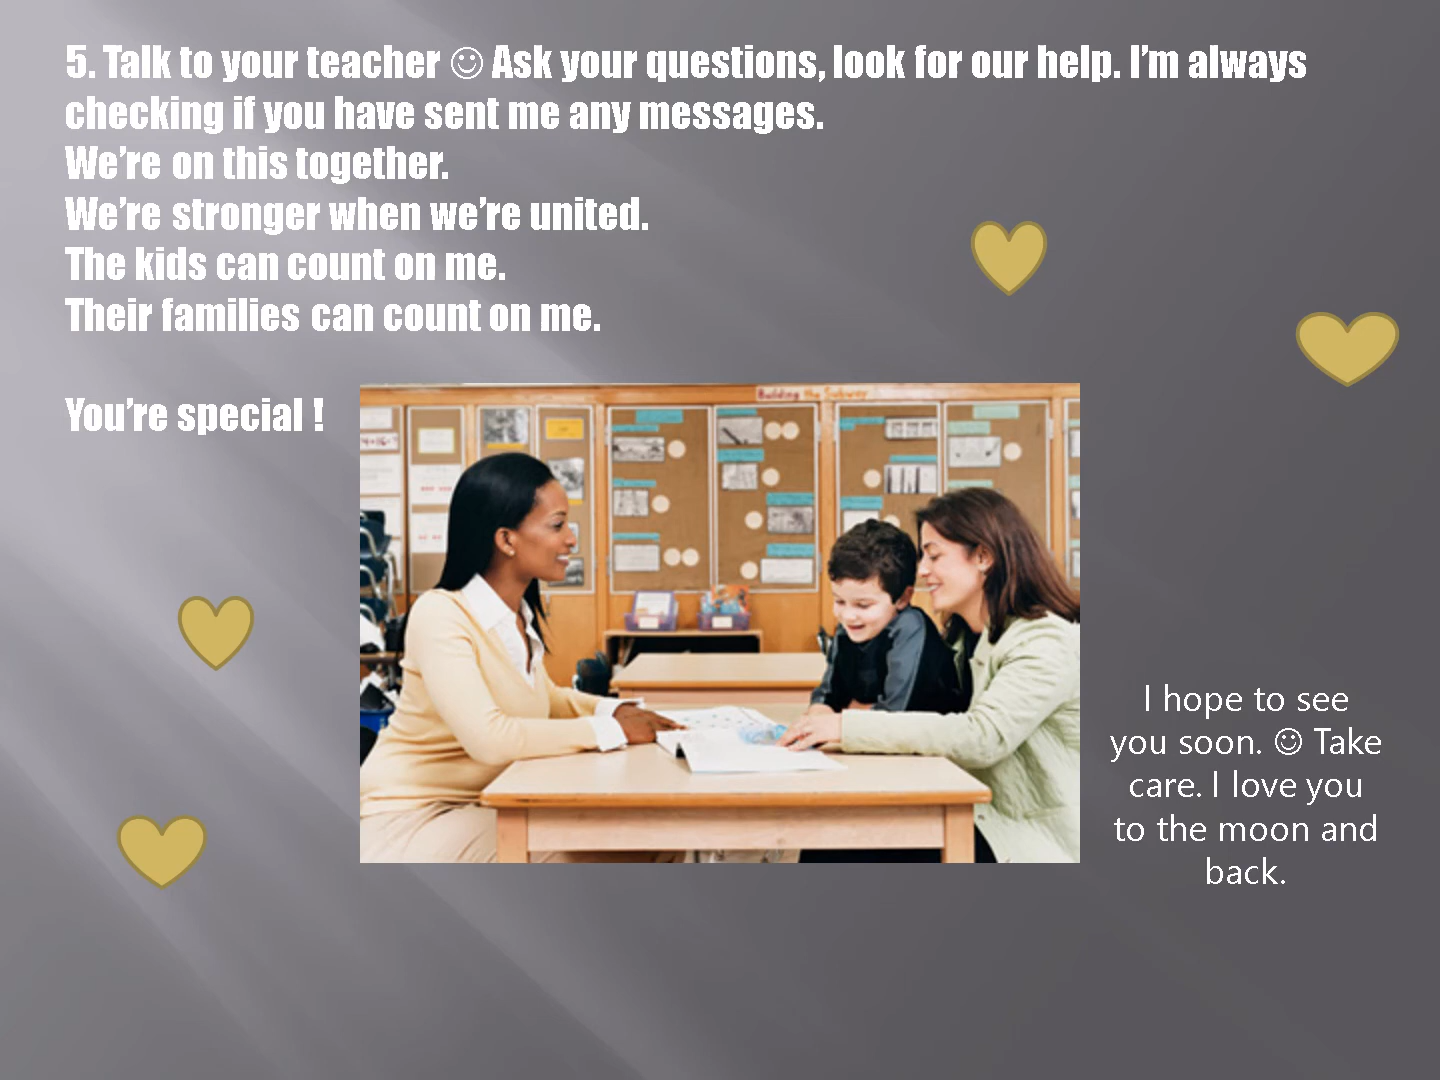 5. Talk to your teacher ☺ Ask your questions, look for our help. I’m always
checking if you have sent me any messages.
We’re on this together.
We’re stronger when we’re united.
The kids can count on me.
Their families can count on me.
You’re special !
Building the Subway
I hope to see
you soon. ☺ Take
care. I love you
to the moon and
back.